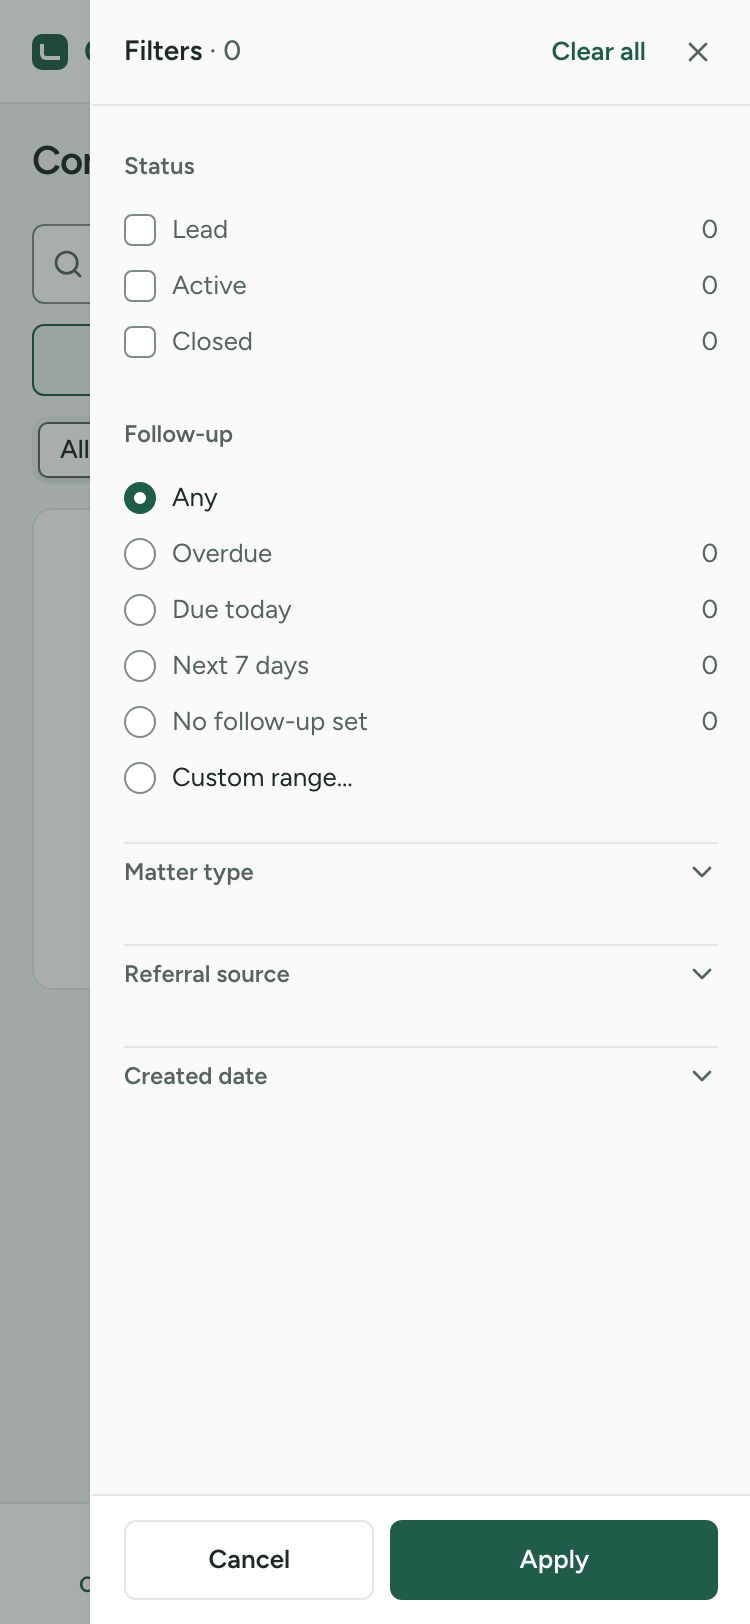 Filters · 0
Clear all
Status
Lead 0
Active 0
Closed 0
Follow-up
Any
Overdue 0
Due today 0
Next 7 days 0
No follow-up set 0
Custom range...
Matter type
Referral source
Created date
Cancel
Apply
All